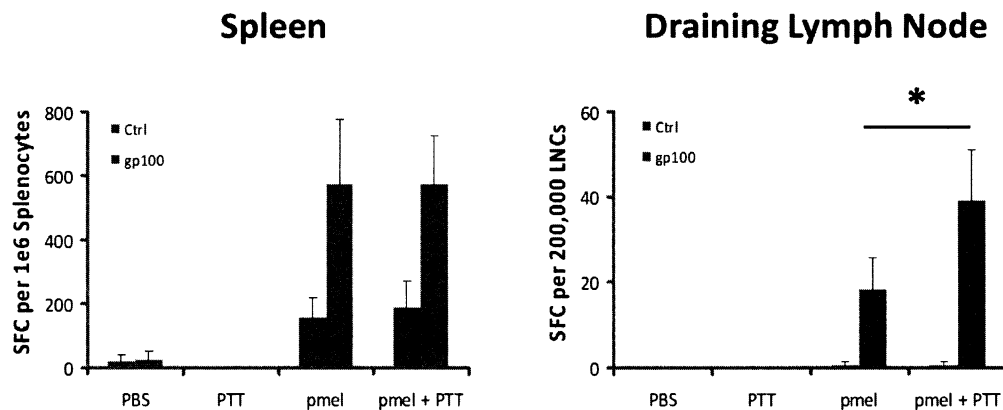 Spleen
SFC per 1e6 Splenocytes
800
600
400
200
0
Ctrl
gp100
PBS PTT pmel pmel + PTT
Draining Lymph Node
SFC per 200,000 LNCs
60
40
20
0
Ctrl
gp100
*
PBS PTT pmel pmel + PTT